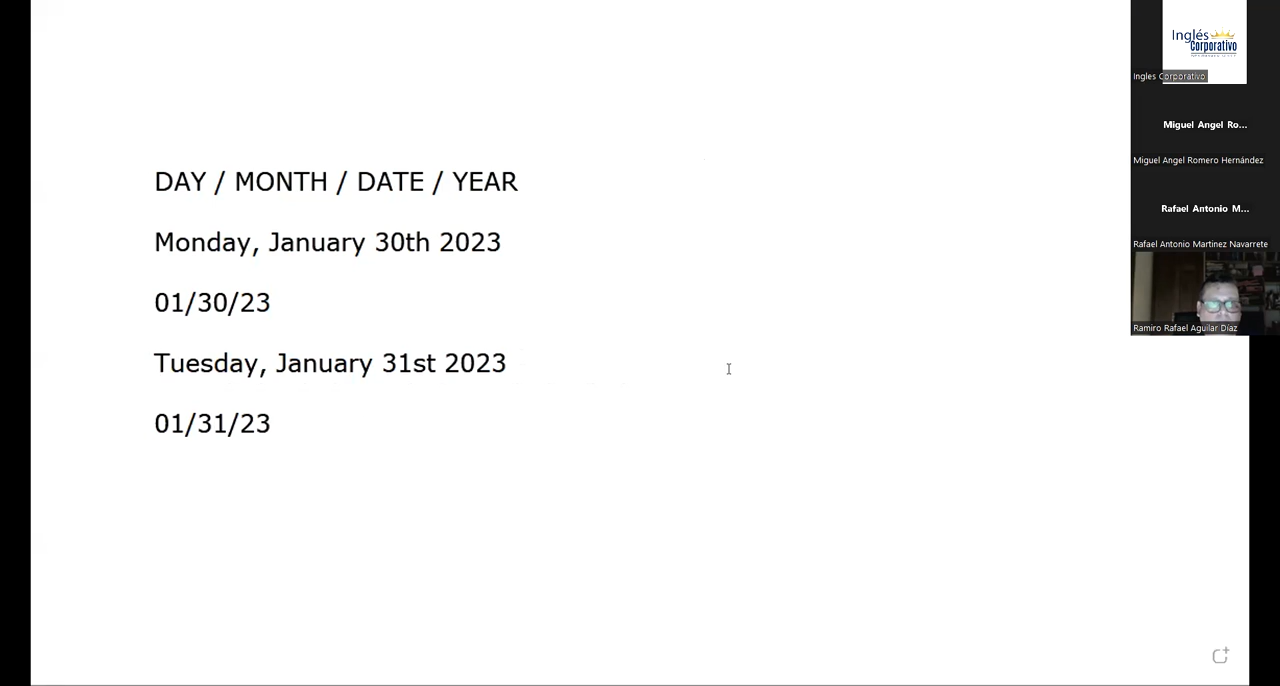 DAY / MONTH / DATE / YEAR
Monday, January 30th 2023
01/30/23
Tuesday, January 31st 2023
01/31/23
Inglés
Corporativo
Ingles Corporativo
Miguel Angel Ro...
Miguel Angel Romero Hernández
Rafael Antonio M...
Rafael Antonio Martinez Navarrete
Ramiro Rafael Aguilar Díaz